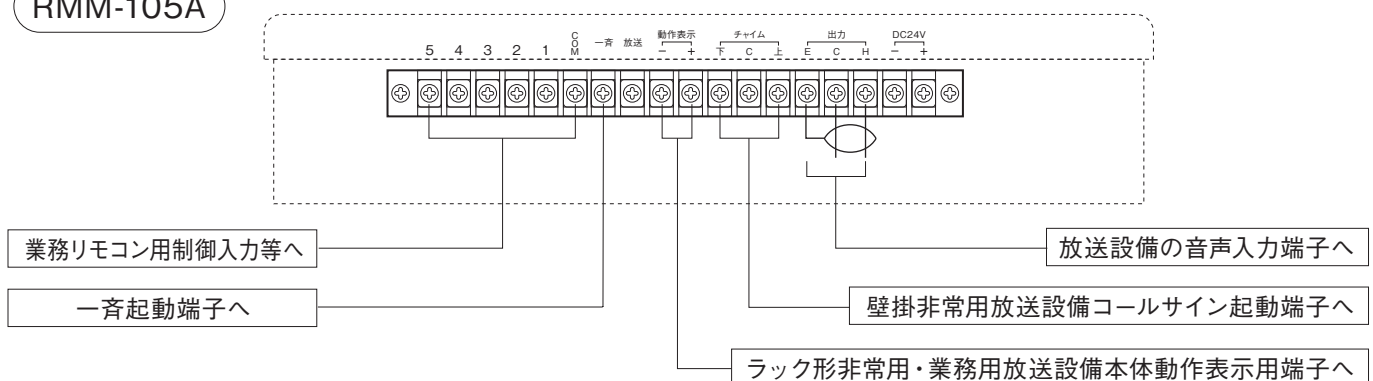 RMM-105A
動作表示 チャイム 出力 DC24V
5 4 3 2 1 COM 一斉 放送 − + 下 C 上 E C H − +
業務リモコン用制御入力等へ
放送設備の音声入力端子へ
一斉起動端子へ
壁掛非常用放送設備コールサイン起動端子へ
ラック形非常用・業務用放送設備本体動作表示用端子へ